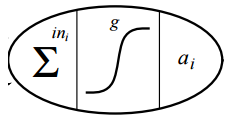 Σ in_i
g
a_i